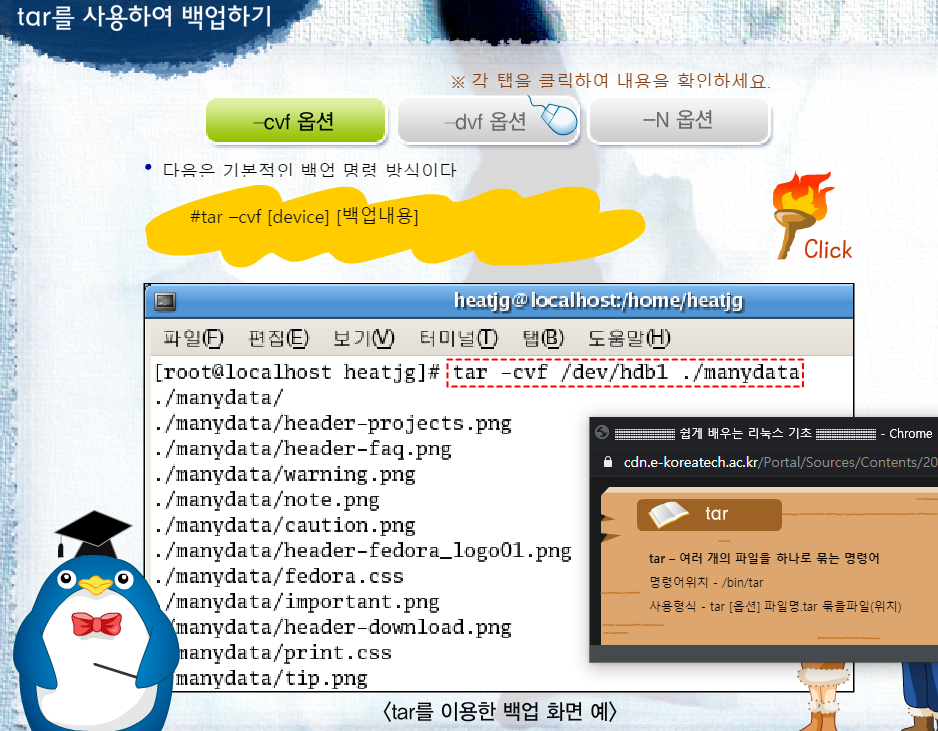 tar를 사용하여 백업하기
※ 각 탭을 클릭하여 내용을 확인하세요.
–cvf 옵션
–dvf 옵션
–N 옵션
• 다음은 기본적인 백업 명령 방식이다
#tar –cvf [device] [백업내용]
Click
heatjg@localhost:/home/heatjg
파일(F) 편집(E) 보기(V) 터미널(T) 탭(B) 도움말(H)
[root@localhost heatjg]# tar -cvf /dev/hdb1 ./manydata
./manydata/
./manydata/header-projects.png
./manydata/header-faq.png
./manydata/warning.png
./manydata/note.png
./manydata/caution.png
./manydata/header-fedora_logo01.png
./manydata/fedora.css
./manydata/important.png
manydata/header-download.png
manydata/print.css
manydata/tip.png
쉽게 배우는 리눅스 기초 - Chrome
cdn.e-koreatech.ac.kr/Portal/Sources/Contents/20
tar
tar – 여러 개의 파일을 하나로 묶는 명령어
명령어위치 - /bin/tar
사용형식 - tar [옵션] 파일명.tar 묶을파일(위치)
〈tar를 이용한 백업 화면 예〉